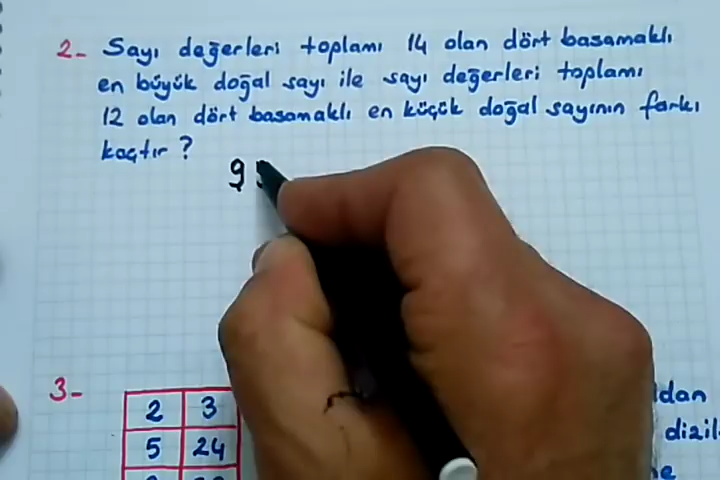 2- Sayı değerleri toplamı 14 olan dört basamaklı
en büyük doğal sayı ile sayı değerleri toplamı
12 olan dört basamaklı en küçük doğal sayının farkı
kaçtır ?
9
3-
2 3
5 24
dan